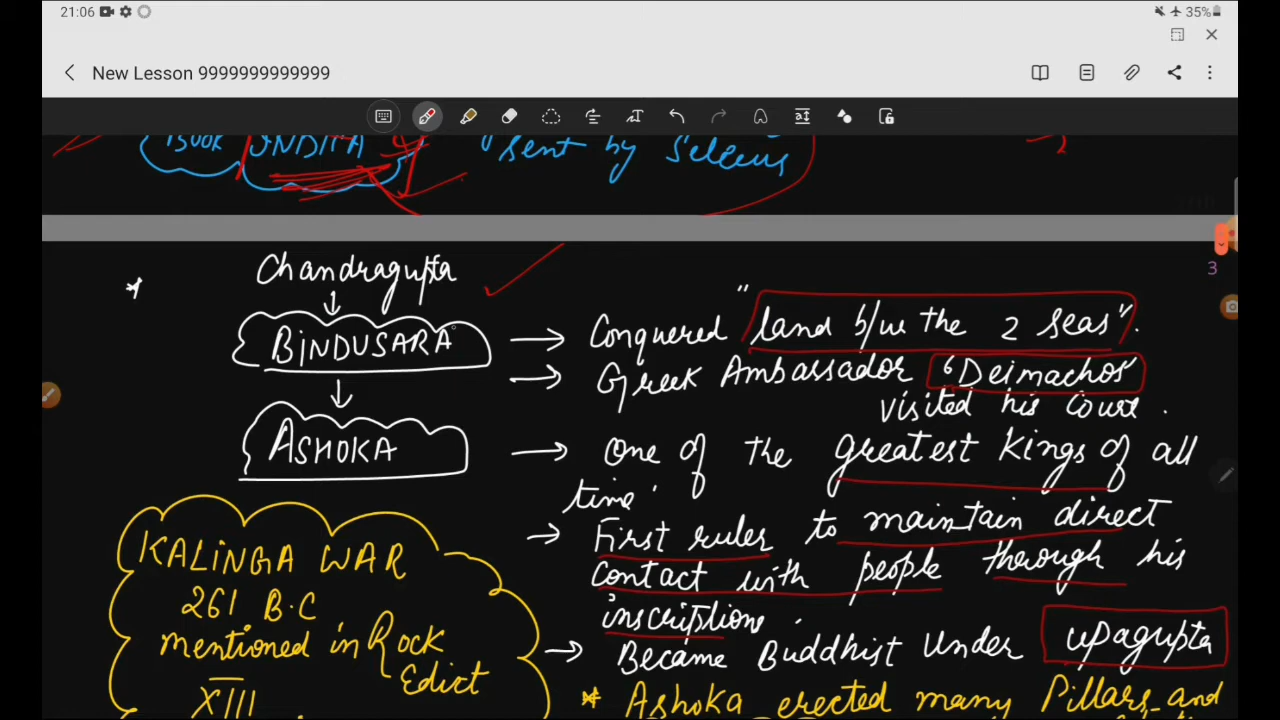 21:06
35%
New Lesson 9999999999999
Book INDIKA
sent by Seleeus
3
* Chandragupta
↓
BINDUSARA → Conquered "land b/w the 2 seas".
→ Greek Ambassador "Deimachos"
visited his court.
↓
ASHOKA → One of the greatest kings of all
time.
→ First ruler to maintain direct
contact with people through his
inscriptions.
→ Became Buddhist Under upagupta
KALINGA WAR
261 B.C
mentioned in Rock
Edict
XIII
* Ashoka erected many Pillars and